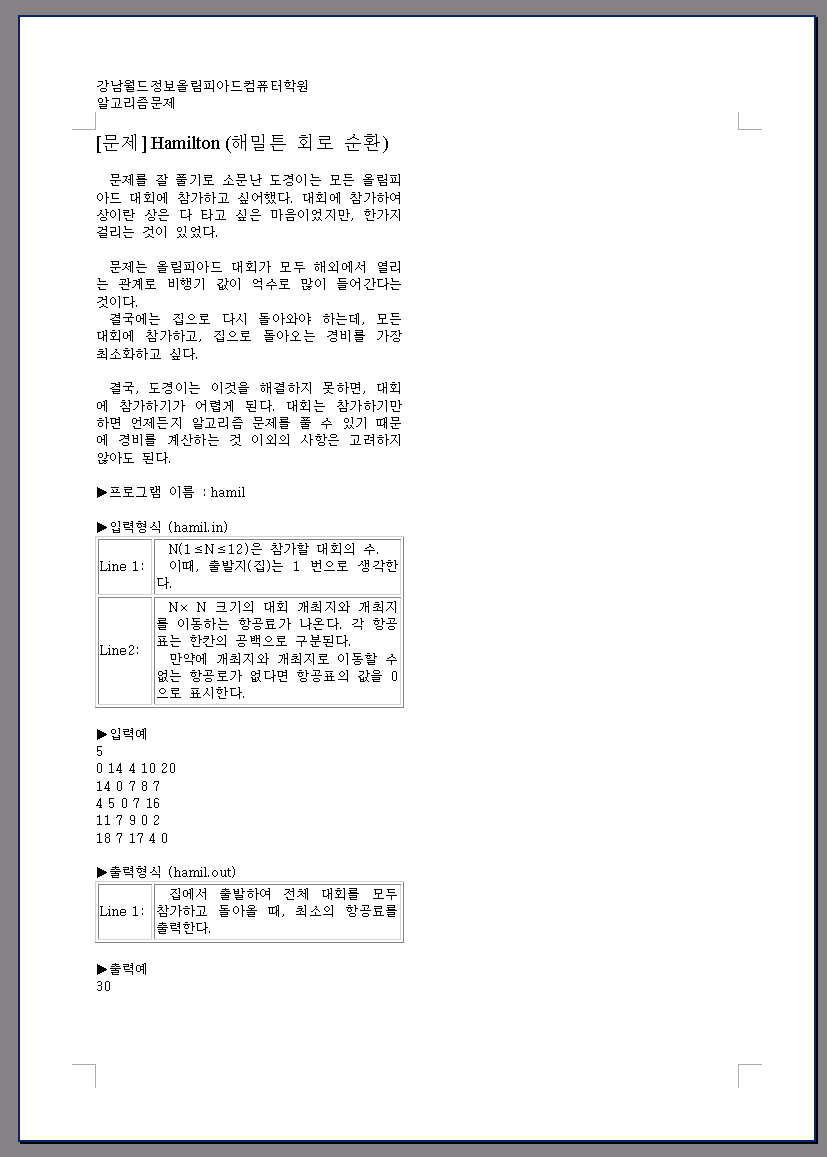 강남월드정보올림피아드컴퓨터학원
알고리즘문제
[문제] Hamilton (해밀튼 회로 순환)
문제를 잘 풀기로 소문난 도경이는 모든 올림피
아드 대회에 참가하고 싶어했다. 대회에 참가하여
상이란 상은 다 타고 싶은 마음이었지만, 한가지
걸리는 것이 있었다.
문제는 올림피아드 대회가 모두 해외에서 열리
는 관계로 비행기 값이 억수로 많이 들어간다는
것이다.
결국에는 집으로 다시 돌아와야 하는데, 모든
대회에 참가하고, 집으로 돌아오는 경비를 가장
최소화하고 싶다.
결국, 도경이는 이것을 해결하지 못하면, 대회
에 참가하기가 어렵게 된다. 대회는 참가하기만
하면 언제든지 알고리즘 문제를 풀 수 있기 때문
에 경비를 계산하는 것 이외의 사항은 고려하지
않아도 된다.
▶프로그램 이름 : hamil
▶입력형식 (hamil.in)
Line 1:
N(1≤N≤12)은 참가할 대회의 수.
이때, 출발지(집)는 1 번으로 생각한
다.
Line2:
N× N 크기의 대회 개최지와 개최지
를 이동하는 항공료가 나온다. 각 항공
표는 한칸의 공백으로 구분된다.
만약에 개최지와 개최지로 이동할 수
없는 항공로가 없다면 항공표의 값을 0
으로 표시한다.
▶입력예
5
0 14 4 10 20
14 0 7 8 7
4 5 0 7 16
11 7 9 0 2
18 7 17 4 0
▶출력형식 (hamil.out)
Line 1:
집에서 출발하여 전체 대회를 모두
참가하고 돌아올 때, 최소의 항공료를
출력한다.
▶출력예
30